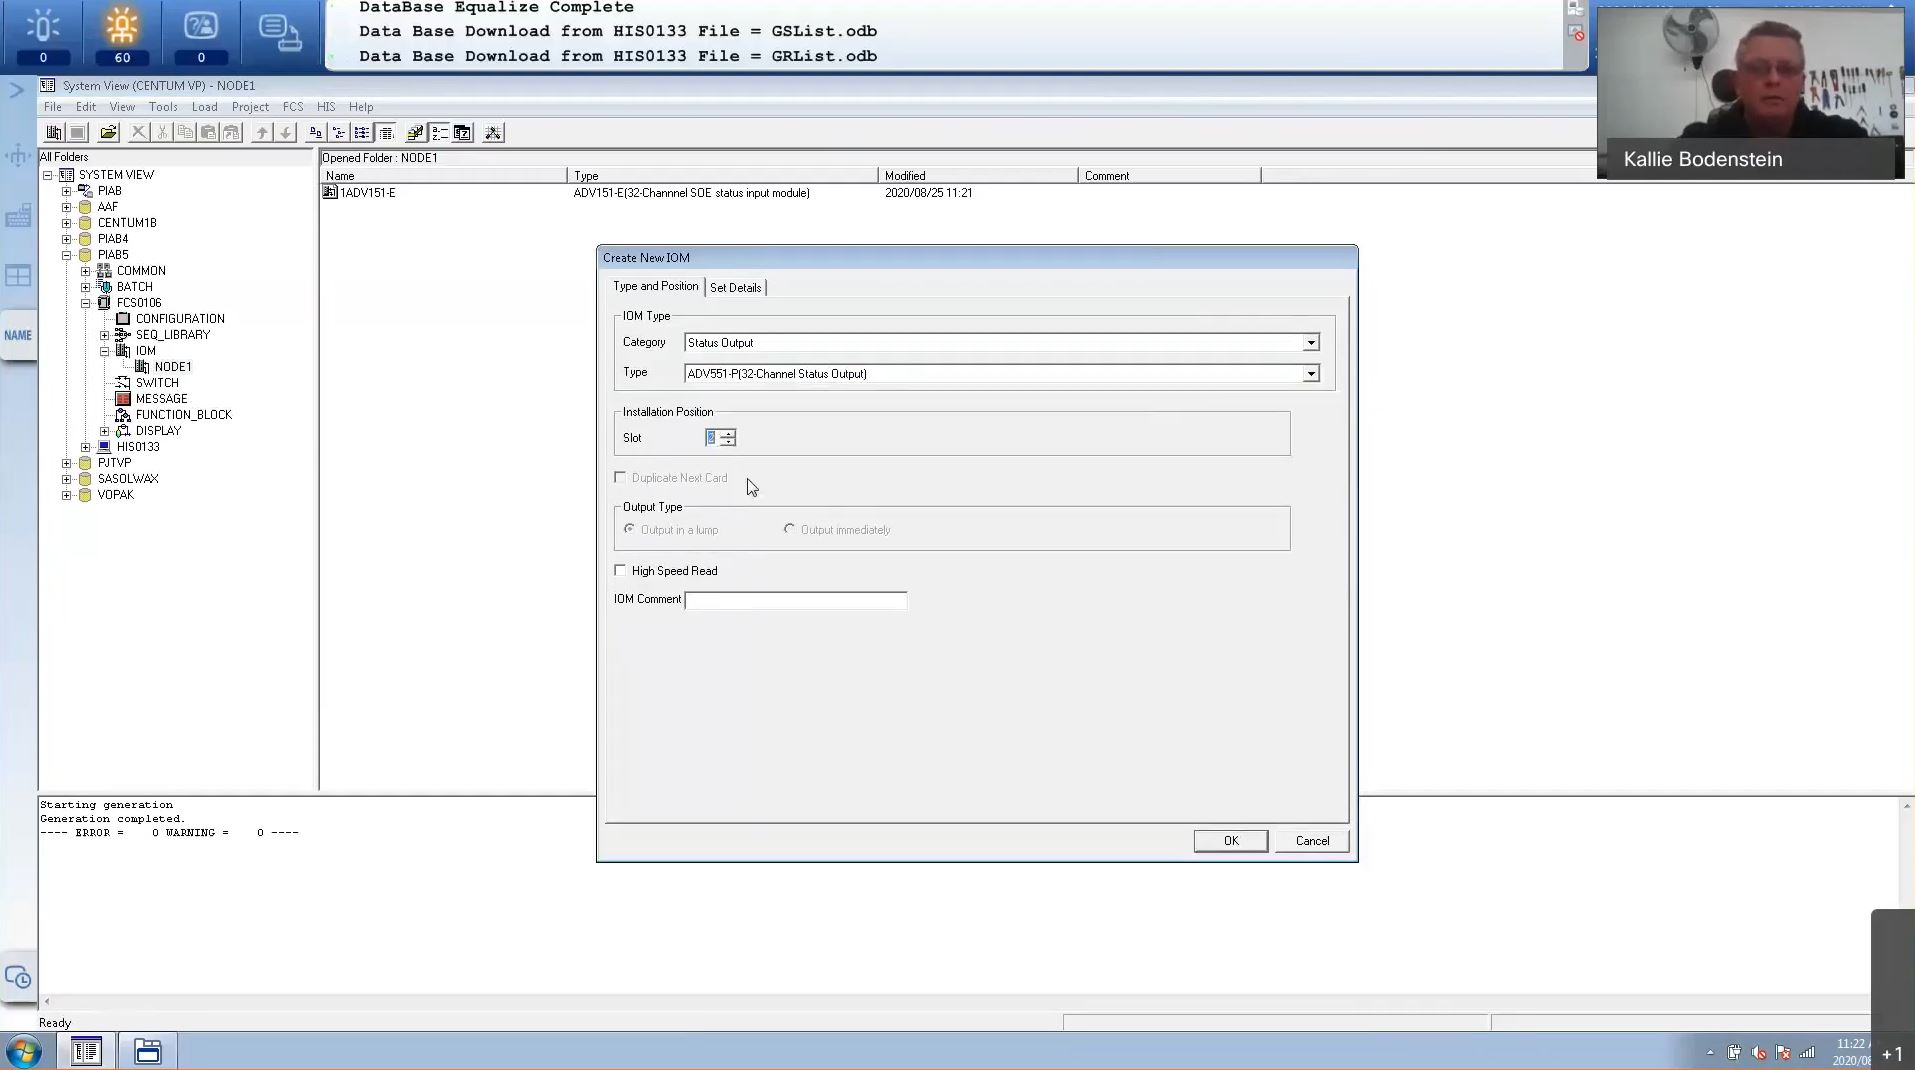 DataBase Equalize Complete
Data Base Download from HIS0133 File = GSList.odb
Data Base Download from HIS0133 File = GRList.odb
0
60
0
System View (CENTUM VP) - NODE1
File Edit View Tools Load Project FCS HIS Help
Kallie Bodenstein
All Folders
Opened Folder : NODE1
Name Type Modified Comment
1ADV151-E ADV151-E(32-Channnel SOE status input module) 2020/08/25 11:21
SYSTEM VIEW
PIAB
AAF
CENTUM1B
PIAB4
PIAB5
COMMON
BATCH
FCS0106
CONFIGURATION
SEQ_LIBRARY
IOM
NODE1
SWITCH
MESSAGE
FUNCTION_BLOCK
DISPLAY
HIS0133
PJTVP
SASOLWAX
VOPAK
NAME
Create New IOM
Type and Position Set Details
IOM Type
Category Status Output
Type ADV551-P(32-Channel Status Output)
Installation Position
Slot 2
Duplicate Next Card
Output Type
Output in a lump Output immediately
High Speed Read
IOM Comment
OK Cancel
Starting generation
Generation completed.
---- ERROR = 0 WARNING = 0 ----
Ready
11:22
2020/08
+1